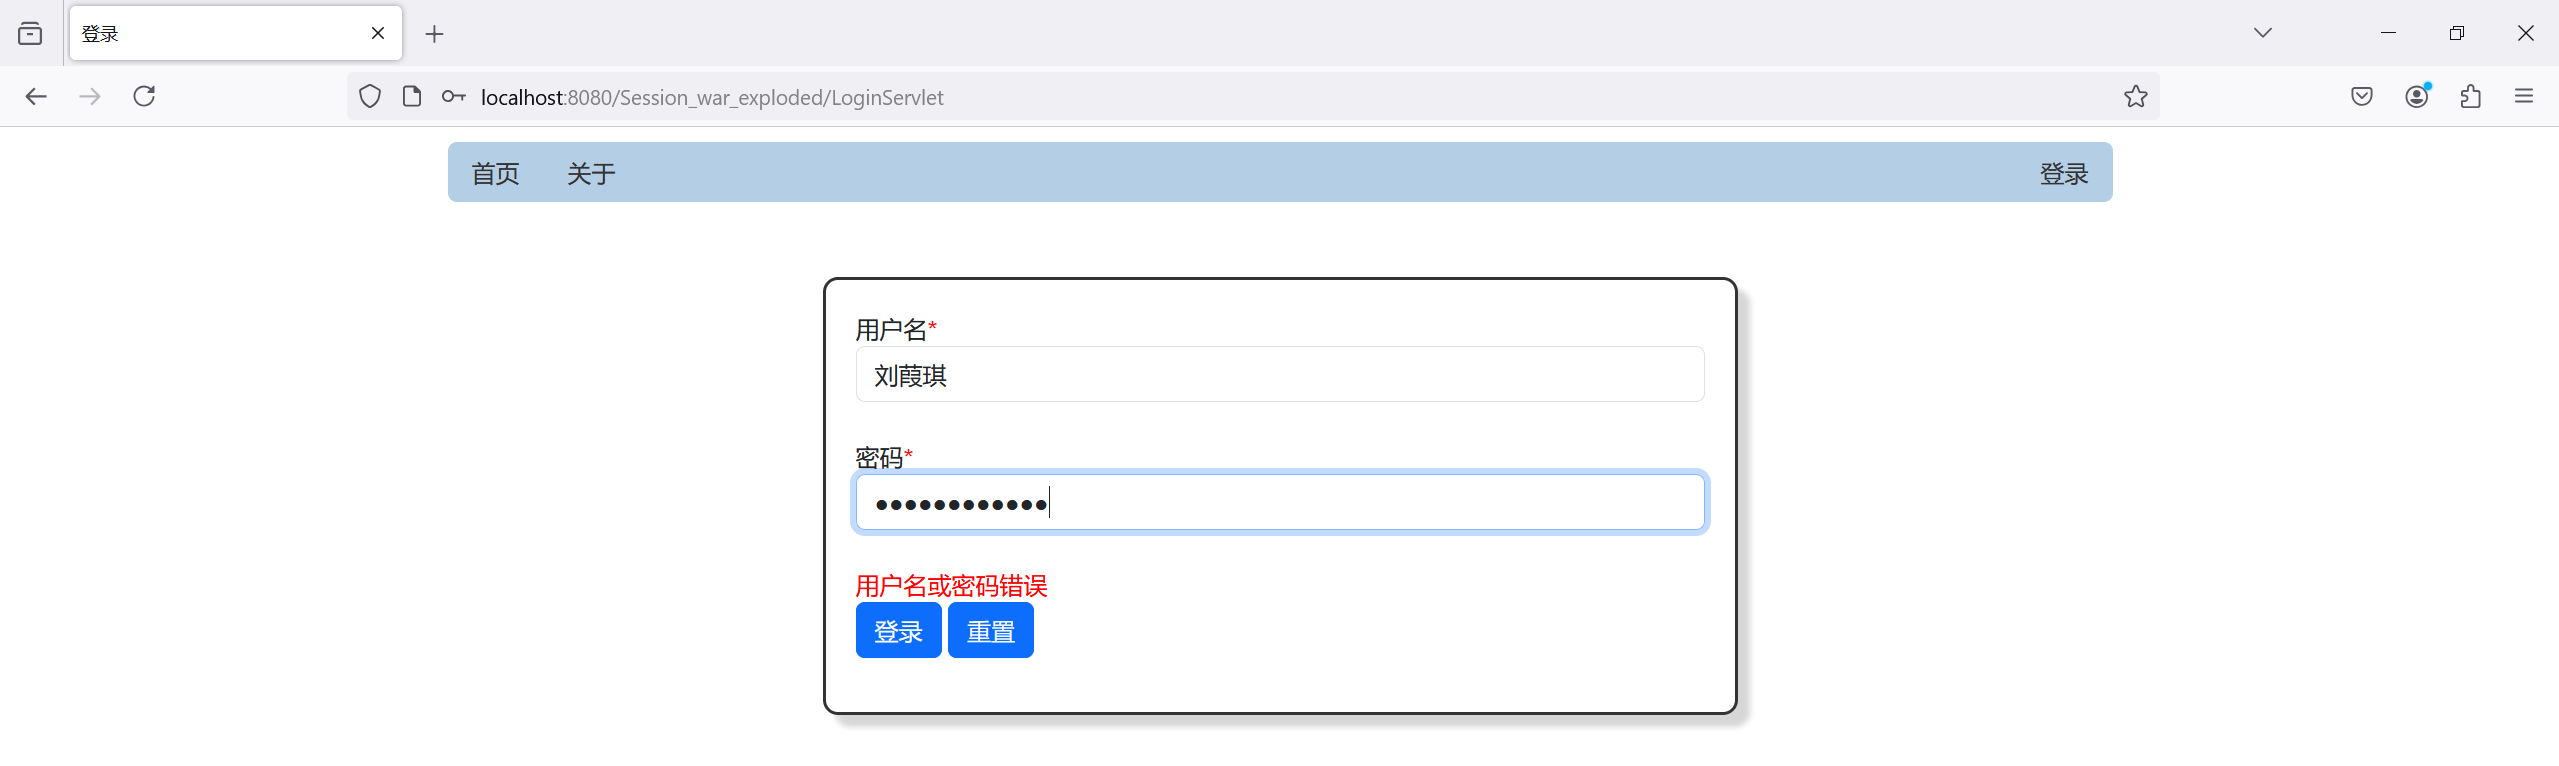 登录
localhost:8080/Session_war_exploded/LoginServlet
首页 关于 登录
用户名*
刘葭琪
密码*
●●●●●●●●●●●●
用户名或密码错误
登录 重置